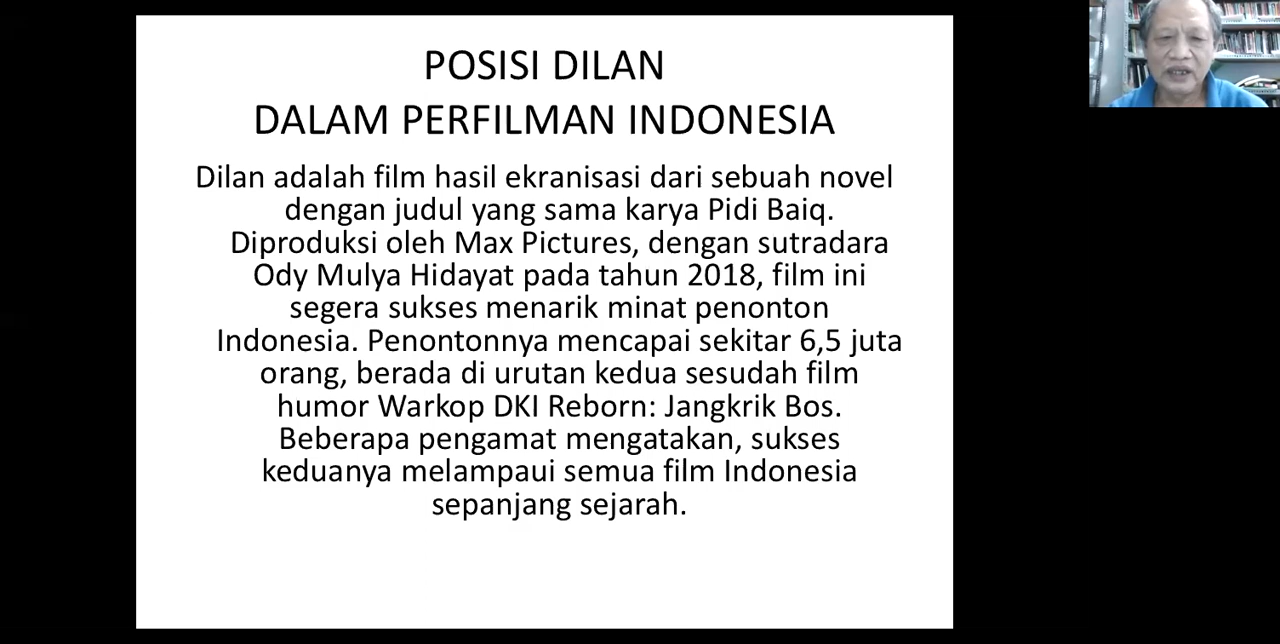 POSISI DILAN
DALAM PERFILMAN INDONESIA
Dilan adalah film hasil ekranisasi dari sebuah novel
dengan judul yang sama karya Pidi Baiq.
Diproduksi oleh Max Pictures, dengan sutradara
Ody Mulya Hidayat pada tahun 2018, film ini
segera sukses menarik minat penonton
Indonesia. Penontonnya mencapai sekitar 6,5 juta
orang, berada di urutan kedua sesudah film
humor Warkop DKI Reborn: Jangkrik Bos.
Beberapa pengamat mengatakan, sukses
keduanya melampaui semua film Indonesia
sepanjang sejarah.